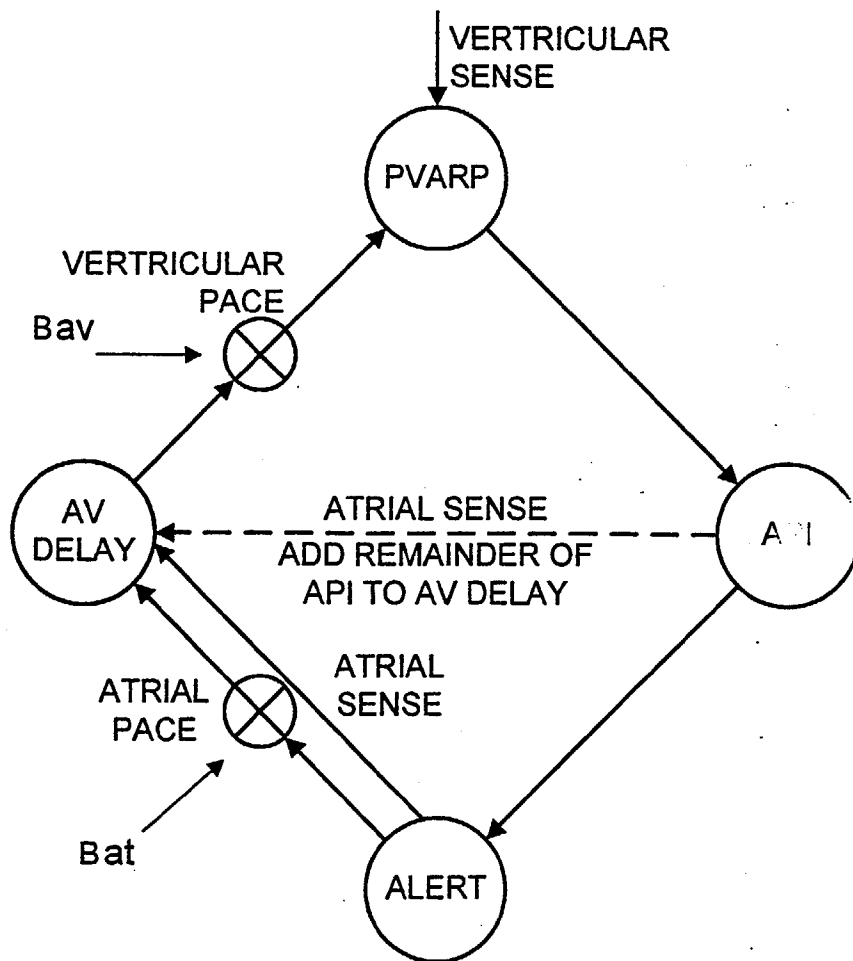 VERTRICULAR
SENSE
PVARP
VERTRICULAR
PACE
Bav
AV
DELAY
ATRIAL SENSE
ADD REMAINDER OF
API TO AV DELAY
API
ATRIAL
PACE
ATRIAL
SENSE
Bat
ALERT